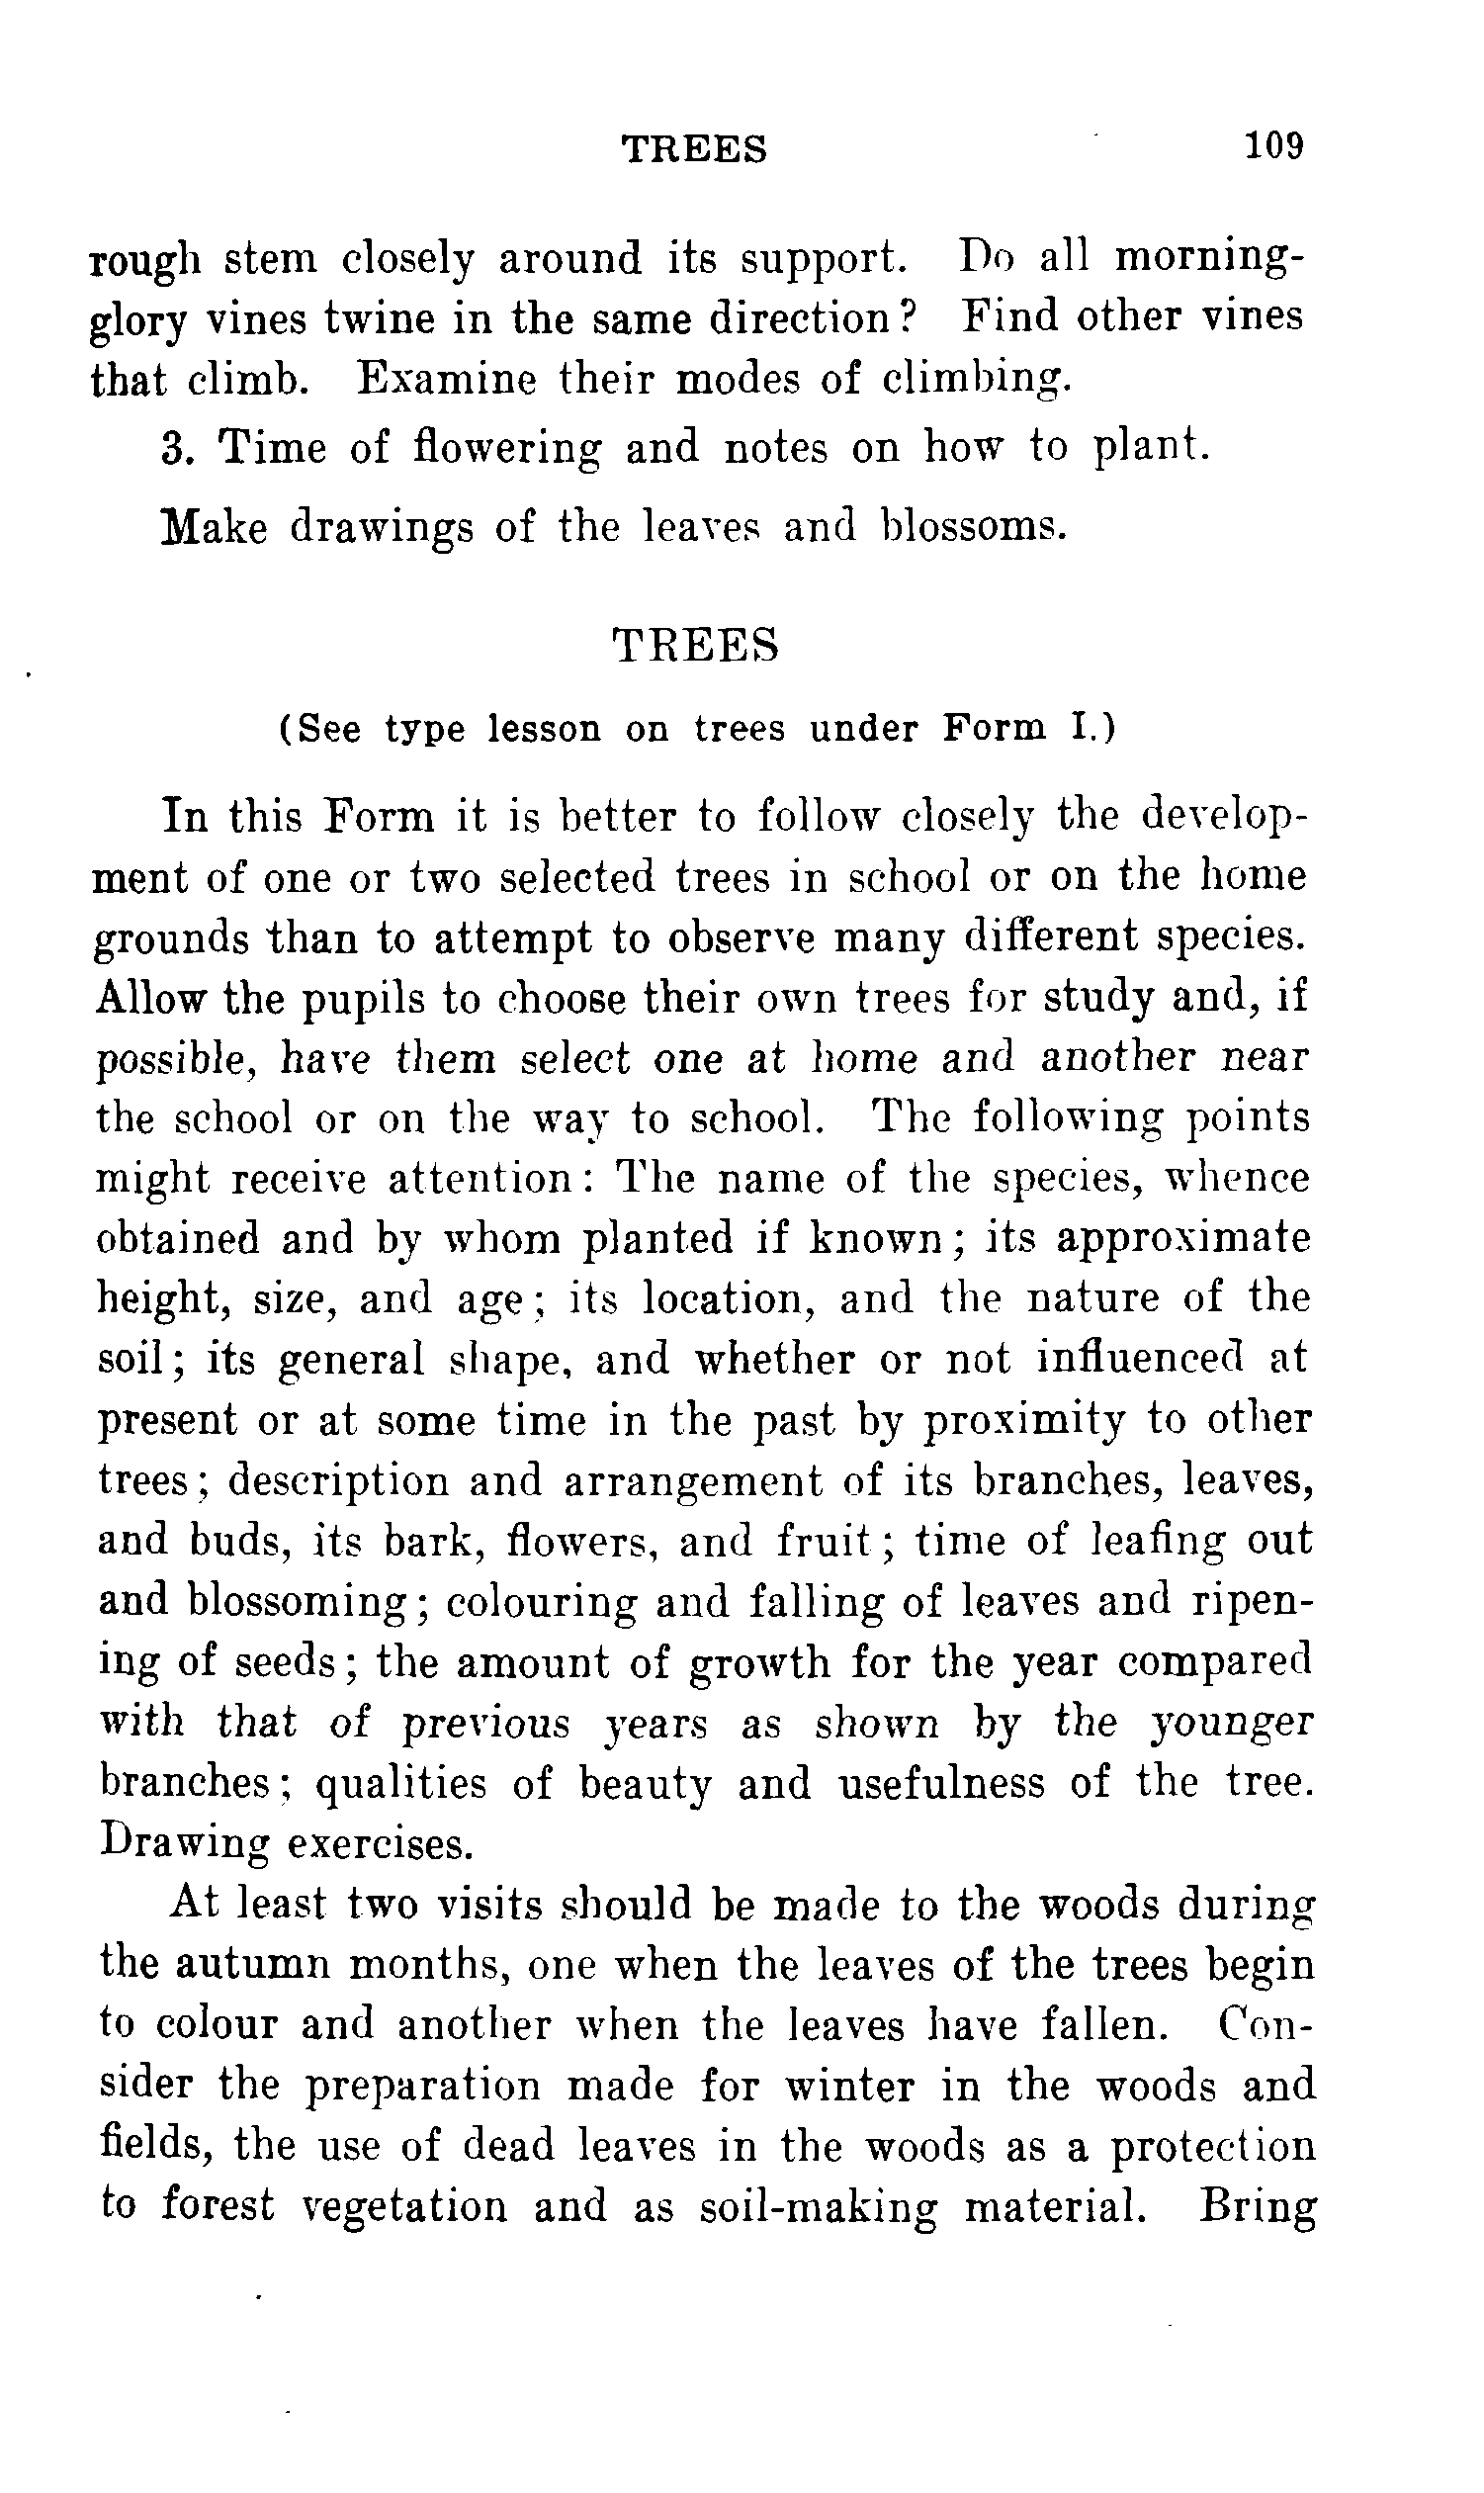 TREES 109
rough stem closely around its support. Do all morning-
glory vines twine in the same direction? Find other vines
that climb. Examine their modes of climbing.
3. Time of flowering and notes on how to plant.
Make drawings of the leaves and blossoms.
TREES
(See type lesson on trees under Form I.)
In this Form it is better to follow closely the develop-
ment of one or two selected trees in school or on the home
grounds than to attempt to observe many different species.
Allow the pupils to choose their own trees for study and, if
possible, have them select one at home and another near
the school or on the way to school. The following points
might receive attention: The name of the species, whence
obtained and by whom planted if known; its approximate
height, size, and age; its location, and the nature of the
soil; its general shape, and whether or not influenced at
present or at some time in the past by proximity to other
trees; description and arrangement of its branches, leaves,
and buds, its bark, flowers, and fruit; time of leafing out
and blossoming; colouring and falling of leaves and ripen-
ing of seeds; the amount of growth for the year compared
with that of previous years as shown by the younger
branches; qualities of beauty and usefulness of the tree.
Drawing exercises.
At least two visits should be made to the woods during
the autumn months, one when the leaves of the trees begin
to colour and another when the leaves have fallen. Con-
sider the preparation made for winter in the woods and
fields, the use of dead leaves in the woods as a protection
to forest vegetation and as soil-making material. Bring